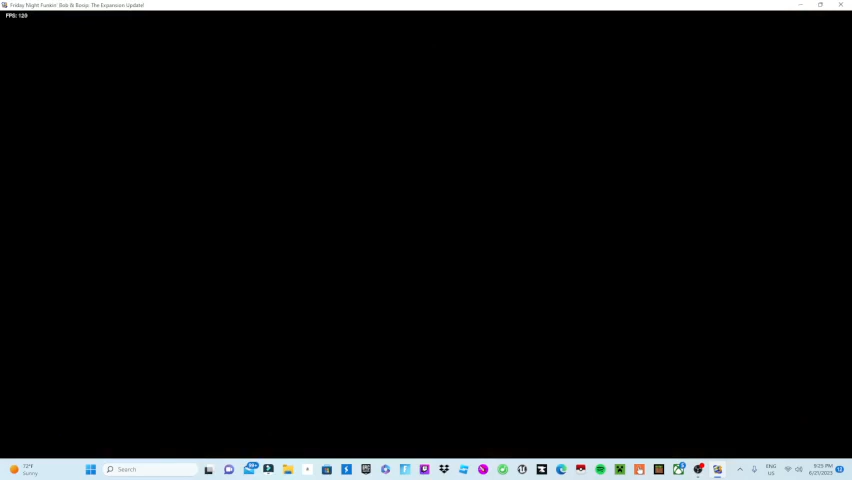 Friday Night Funkin' Bob & Bosip: The Expansion Update!
FPS: 120
72°F
Sunny
Search
99+
ENG
US
9:25 PM
6/21/2023